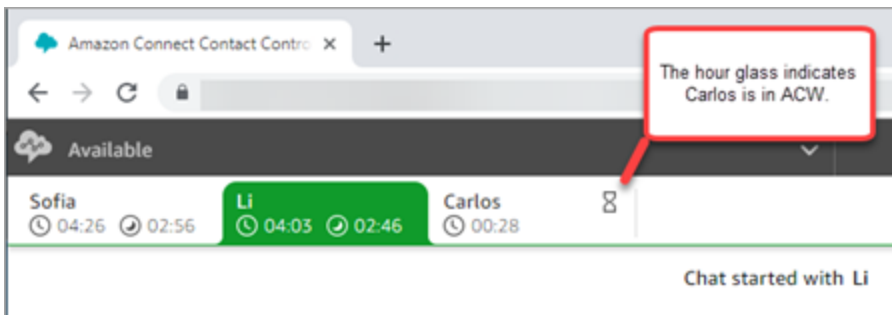 Amazon Connect Contact Contro
The hour glass indicates
Carlos is in ACW.
Available
Sofia
04:26 02:56
Li
04:03 02:46
Carlos
00:28
Chat started with Li